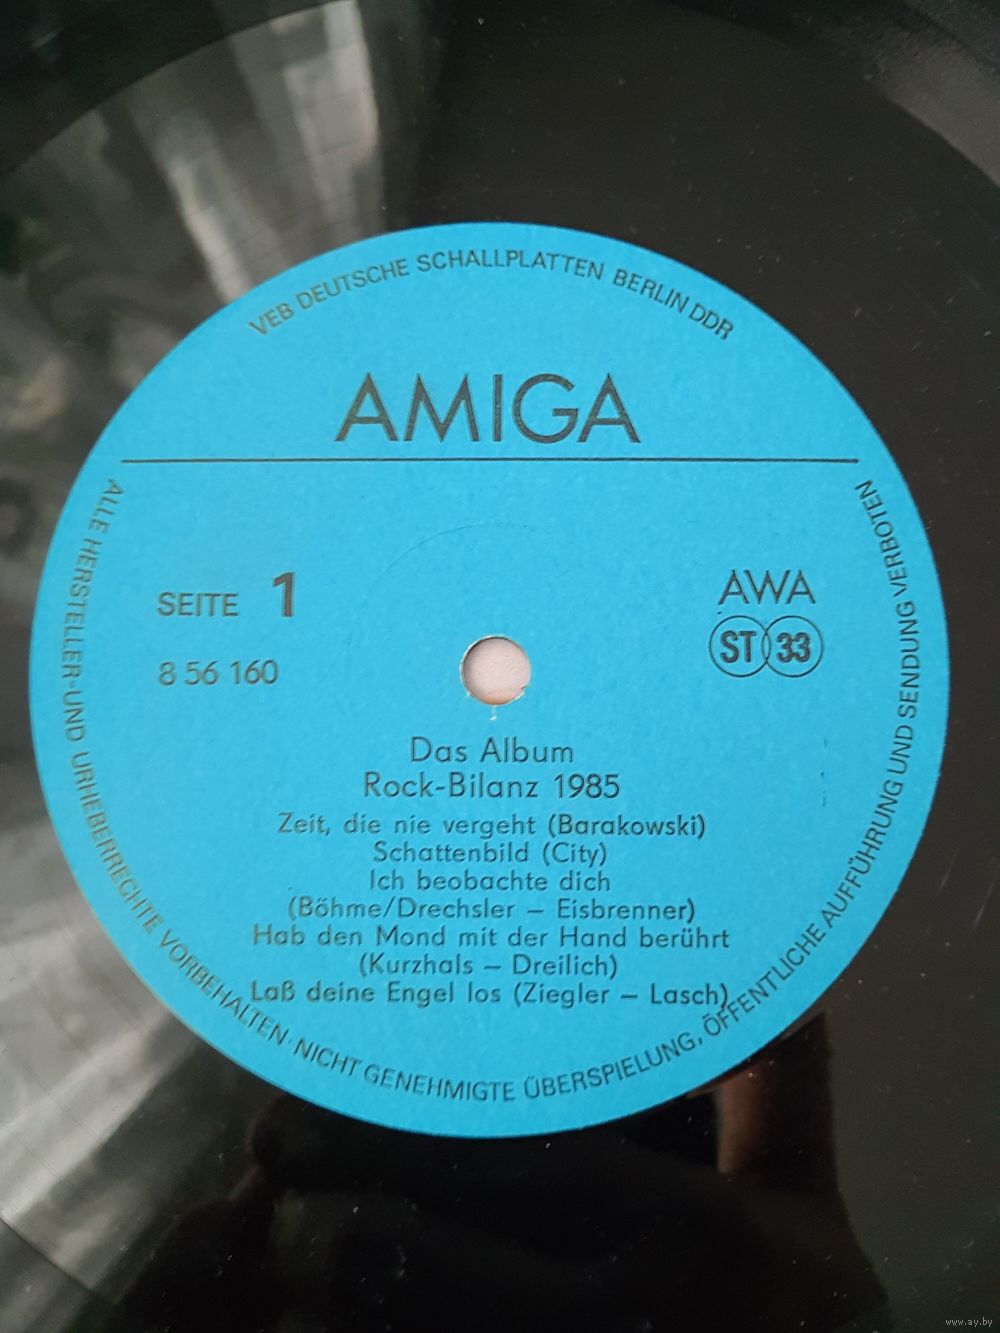 VEB DEUTSCHE SCHALLPLATTEN BERLIN DDR
AMIGA
ALLE HERSTELLER-UND URHEBERRECHTE VORBEHALTEN · NICHT GENEHMIGTE ÜBERSPIELUNG, ÖFFENTLICHE AUFFÜHRUNG UND SENDUNG VERBOTEN
SEITE 1
8 56 160
AWA
ST 33
Das Album
Rock-Bilanz 1985
Zeit, die nie vergeht (Barakowski)
Schattenbild (City)
Ich beobachte dich
(Böhme/Drechsler – Eisbrenner)
Hab den Mond mit der Hand berührt
(Kurzhals – Dreilich)
Laß deine Engel los (Ziegler – Lasch)
www.ay.by